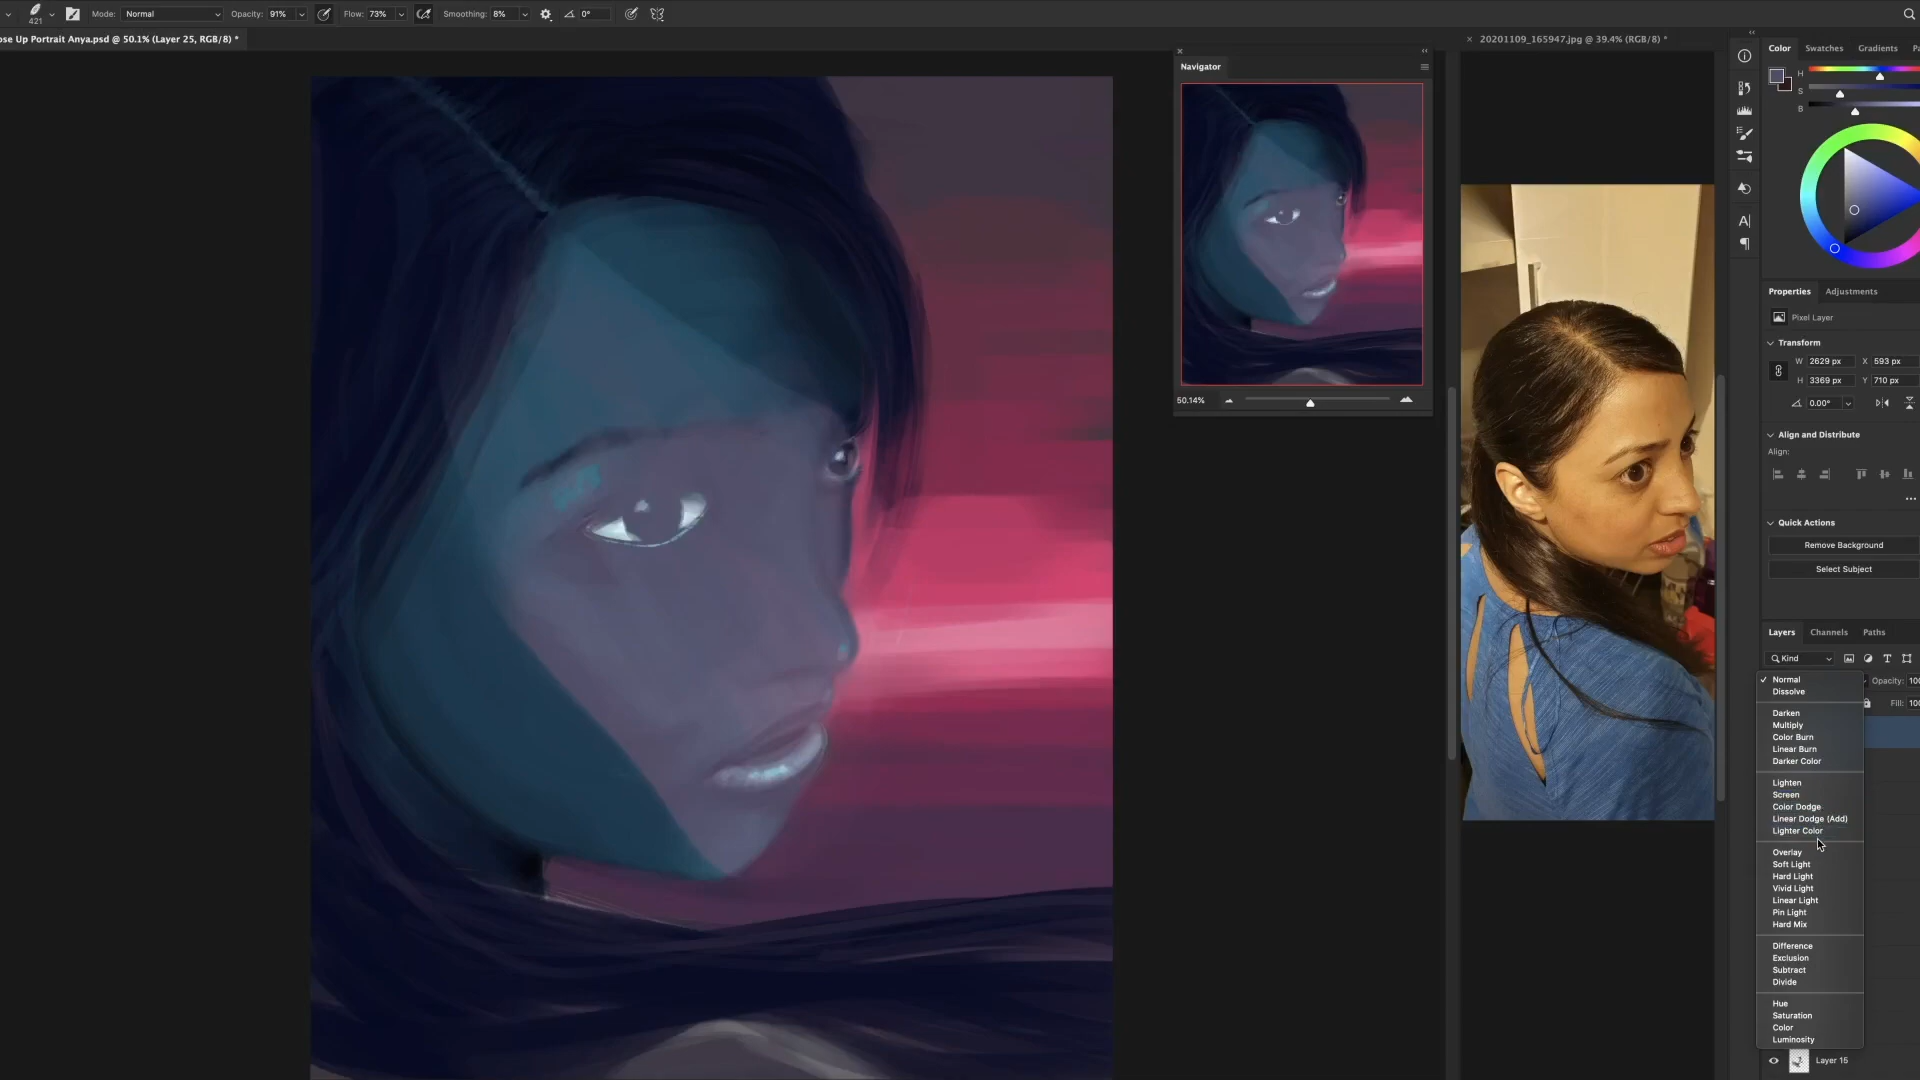 421
Mode: Normal
Opacity: 91%
Flow: 73%
Smoothing: 8%
0°
ose Up Portrait Anya.psd @ 50.1% (Layer 25, RGB/8) *
20201109_165947.jpg @ 39.4% (RGB/8) *
Navigator
50.14%
Color Swatches Gradients Pa
H
S
B
Properties Adjustments
Pixel Layer
Transform
W 2629 px X 593 px
H 3369 px Y 710 px
0.00°
Align and Distribute
Align:
Quick Actions
Remove Background
Select Subject
Layers Channels Paths
Kind
Opacity: 100
Fill: 100
Normal
Dissolve
Darken
Multiply
Color Burn
Linear Burn
Darker Color
Lighten
Screen
Color Dodge
Linear Dodge (Add)
Lighter Color
Overlay
Soft Light
Hard Light
Vivid Light
Linear Light
Pin Light
Hard Mix
Difference
Exclusion
Subtract
Divide
Hue
Saturation
Color
Luminosity
Layer 15